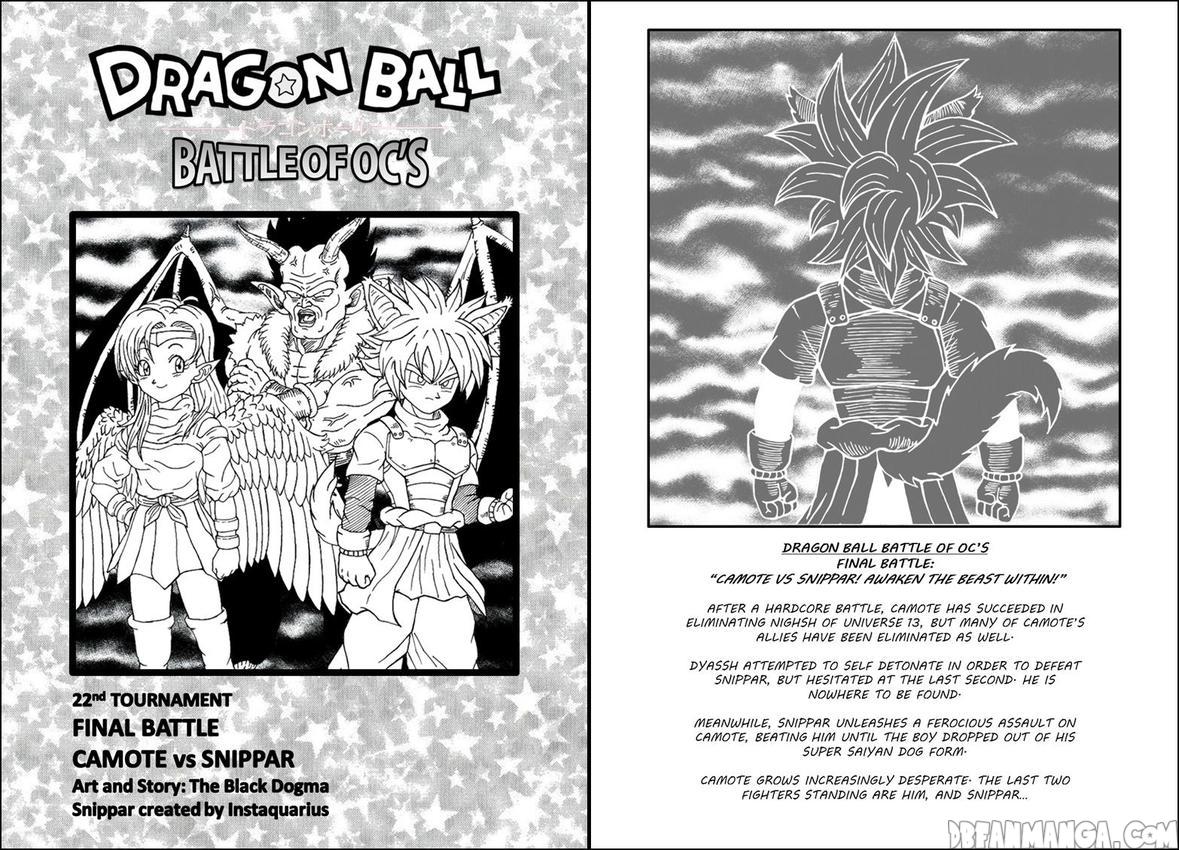 DRAGON BALL
ドラゴンボール
BATTLE OF OC'S
22nd TOURNAMENT
FINAL BATTLE
CAMOTE vs SNIPPAR
Art and Story: The Black Dogma
Snippar created by Instaquarius
DRAGON BALL BATTLE OF OC'S
FINAL BATTLE:
"CAMOTE VS SNIPPAR! AWAKEN THE BEAST WITHIN!"
AFTER A HARDCORE BATTLE, CAMOTE HAS SUCCEEDED IN
ELIMINATING NIGHSH OF UNIVERSE 13, BUT MANY OF CAMOTE'S
ALLIES HAVE BEEN ELIMINATED AS WELL.
DYASSH ATTEMPTED TO SELF DETONATE IN ORDER TO DEFEAT
SNIPPAR, BUT HESITATED AT THE LAST SECOND. HE IS
NOWHERE TO BE FOUND.
MEANWHILE, SNIPPAR UNLEASHES A FEROCIOUS ASSAULT ON
CAMOTE, BEATING HIM UNTIL THE BOY DROPPED OUT OF HIS
SUPER SAIYAN DOG FORM.
CAMOTE GROWS INCREASINGLY DESPERATE. THE LAST TWO
FIGHTERS STANDING ARE HIM, AND SNIPPAR...
DBFANMANGA.COM